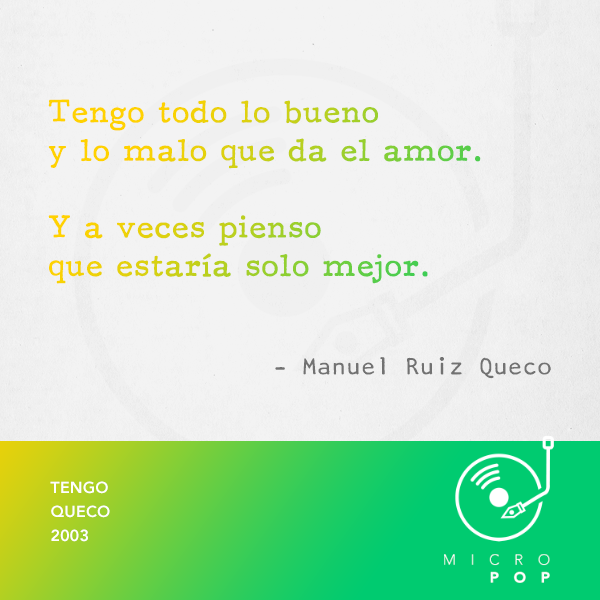 Tengo todo lo bueno
y lo malo que da el amor.
Y a veces pienso
que estaría solo mejor.
- Manuel Ruiz Queco
TENGO
QUECO
2003
MICRO
POP